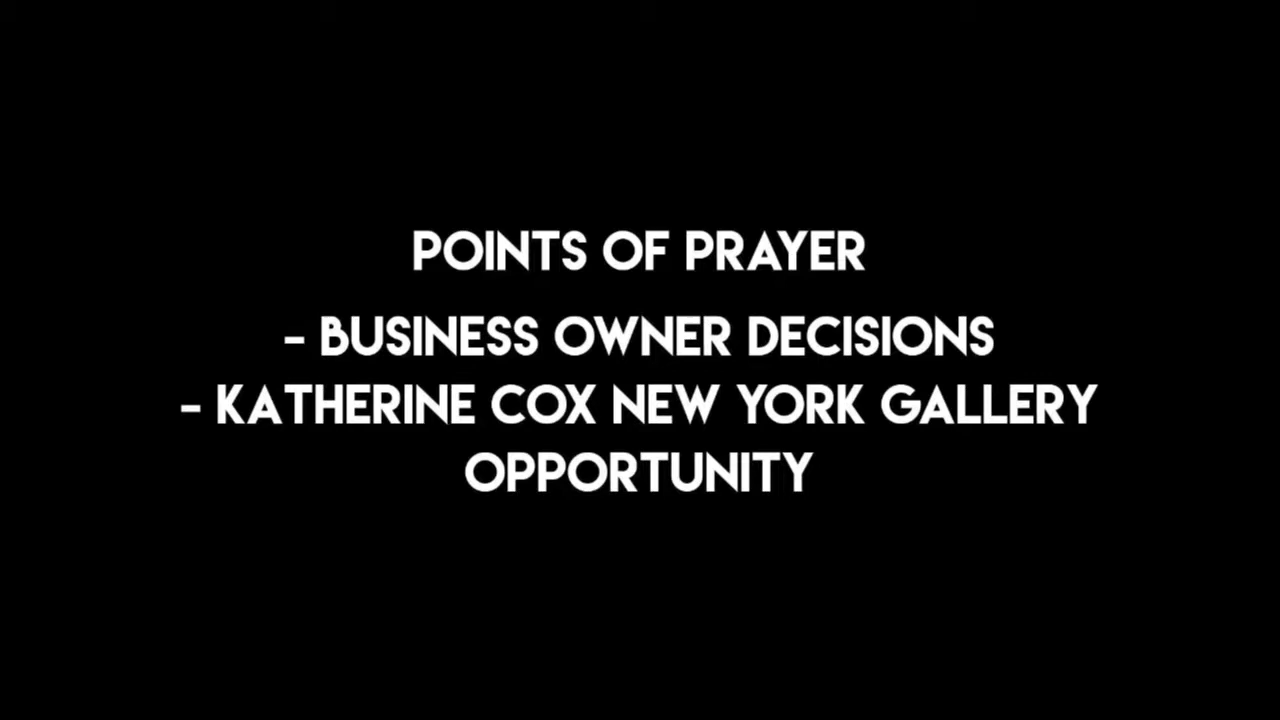 POINTS OF PRAYER
- BUSINESS OWNER DECISIONS
- KATHERINE COX NEW YORK GALLERY
OPPORTUNITY